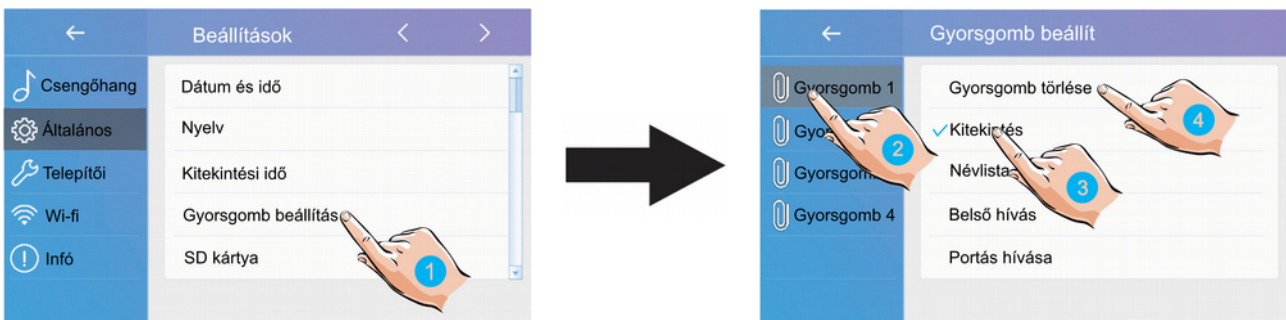 Beállítások
Csengőhang
Általános
Telepítői
Wi-fi
Infó
Dátum és idő
Nyelv
Kitekintési idő
Gyorsgomb beállítás
SD kártya
1
Gyorsgomb beállít
Gyorsgomb 1
Gyorsgomb 4
2
Gyorsgomb törlése
Kitekintés
Névlista
Belső hívás
Portás hívása
3
4